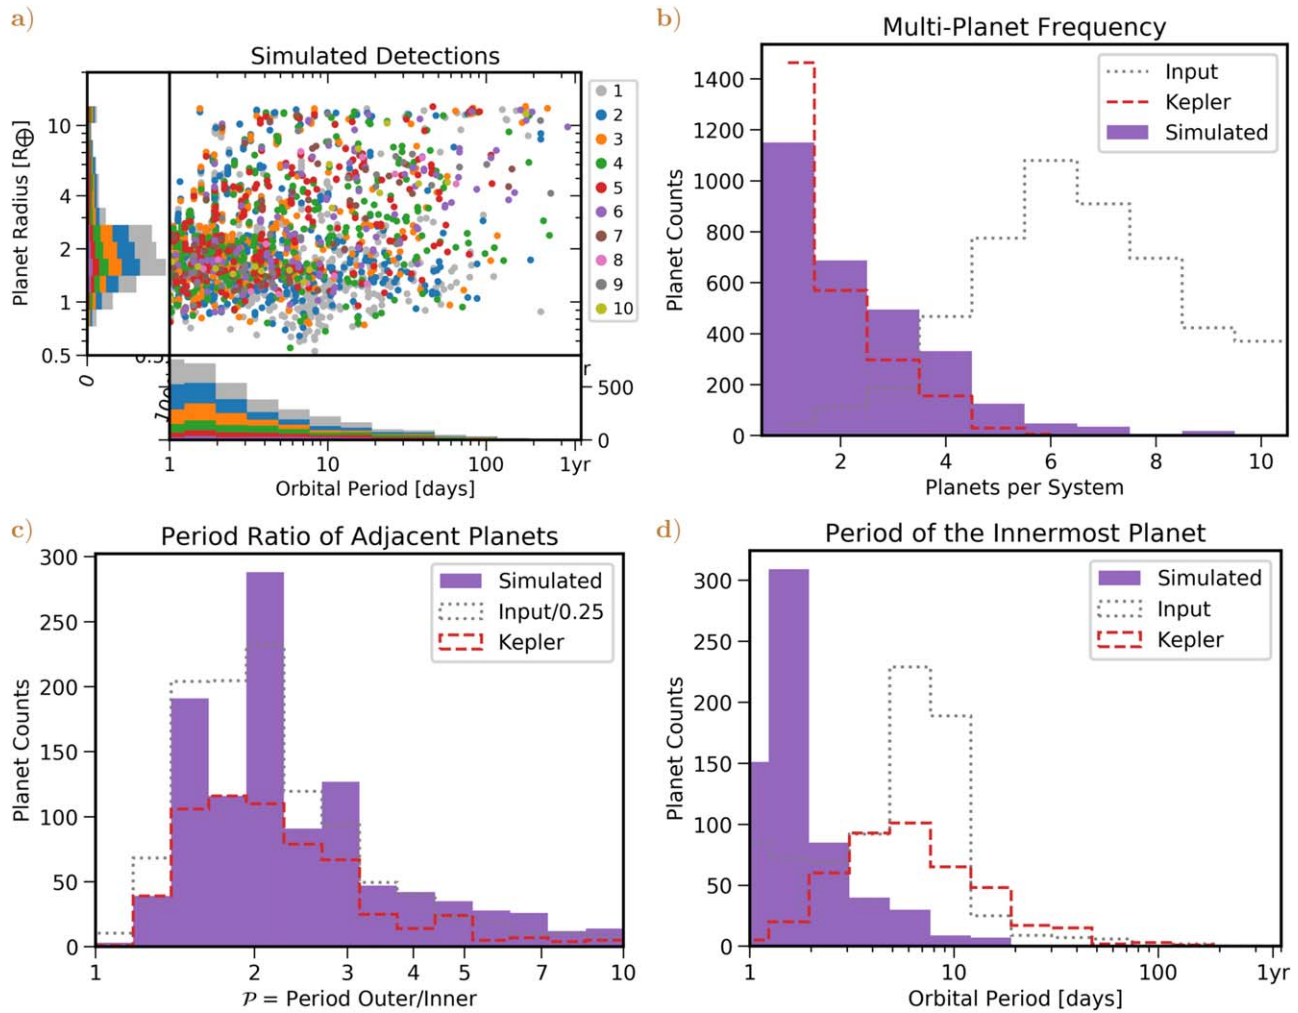 a)
Simulated Detections
Planet Radius [R⨁]
10
4
2
1
0.5
1
2
3
4
5
6
7
8
9
10
0
500
0
1
10
100
1yr
Orbital Period [days]
b)
Multi-Planet Frequency
Planet Counts
1400
1200
1000
800
600
400
200
0
Input
Kepler
Simulated
2
4
6
8
10
Planets per System
c)
Period Ratio of Adjacent Planets
Planet Counts
300
250
200
150
100
50
0
Simulated
Input/0.25
Kepler
1
2
3
4
5
7
10
𝒫 = Period Outer/Inner
d)
Period of the Innermost Planet
Planet Counts
300
250
200
150
100
50
0
Simulated
Input
Kepler
1
10
100
1yr
Orbital Period [days]